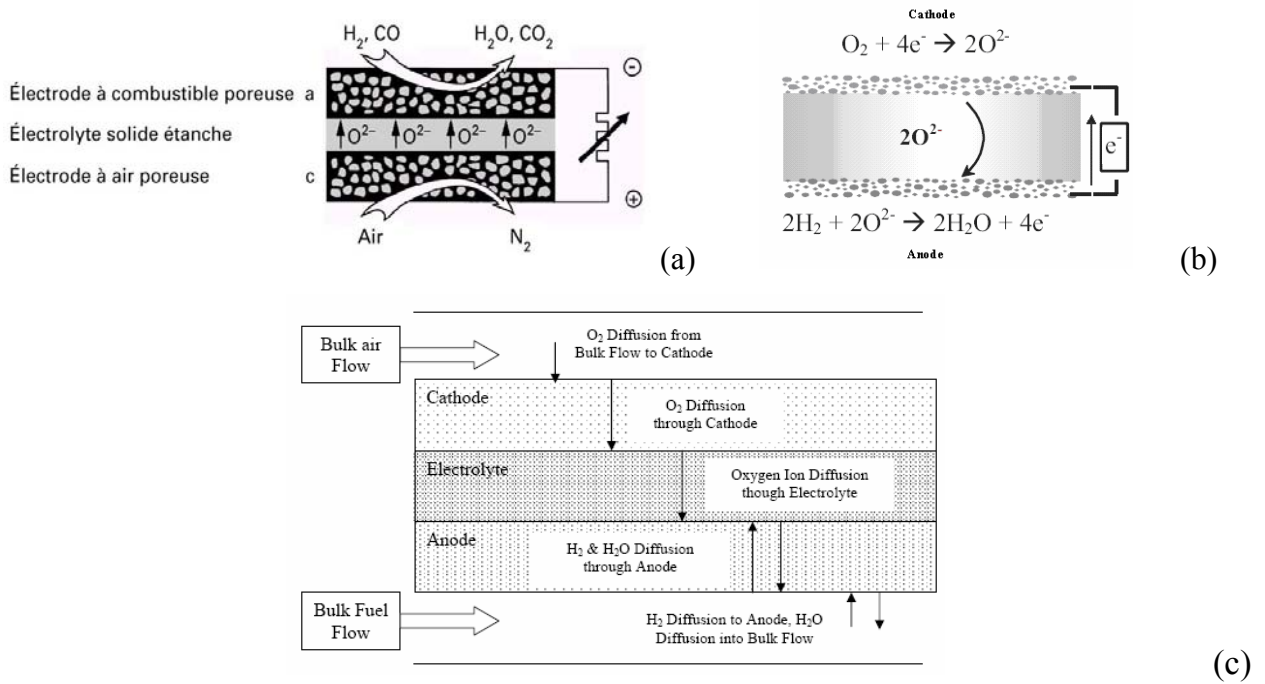 H₂, CO
H₂O, CO₂
Électrode à combustible poreuse a
Électrolyte solide étanche
O²⁻ O²⁻ O²⁻ O²⁻
Électrode à air poreuse c
Air
N₂
−
+
(a)
Cathode
O₂ + 4e⁻ → 2O²⁻
2O²⁻
e⁻
2H₂ + 2O²⁻ → 2H₂O + 4e⁻
Anode
(b)
Bulk air
Flow
O₂ Diffusion from
Bulk Flow to Cathode
Cathode
O₂ Diffusion
through Cathode
Electrolyte
Oxygen Ion Diffusion
though Electrolyte
Anode
H₂ & H₂O Diffusion
through Anode
Bulk Fuel
Flow
H₂ Diffusion to Anode, H₂O
Diffusion into Bulk Flow
(c)